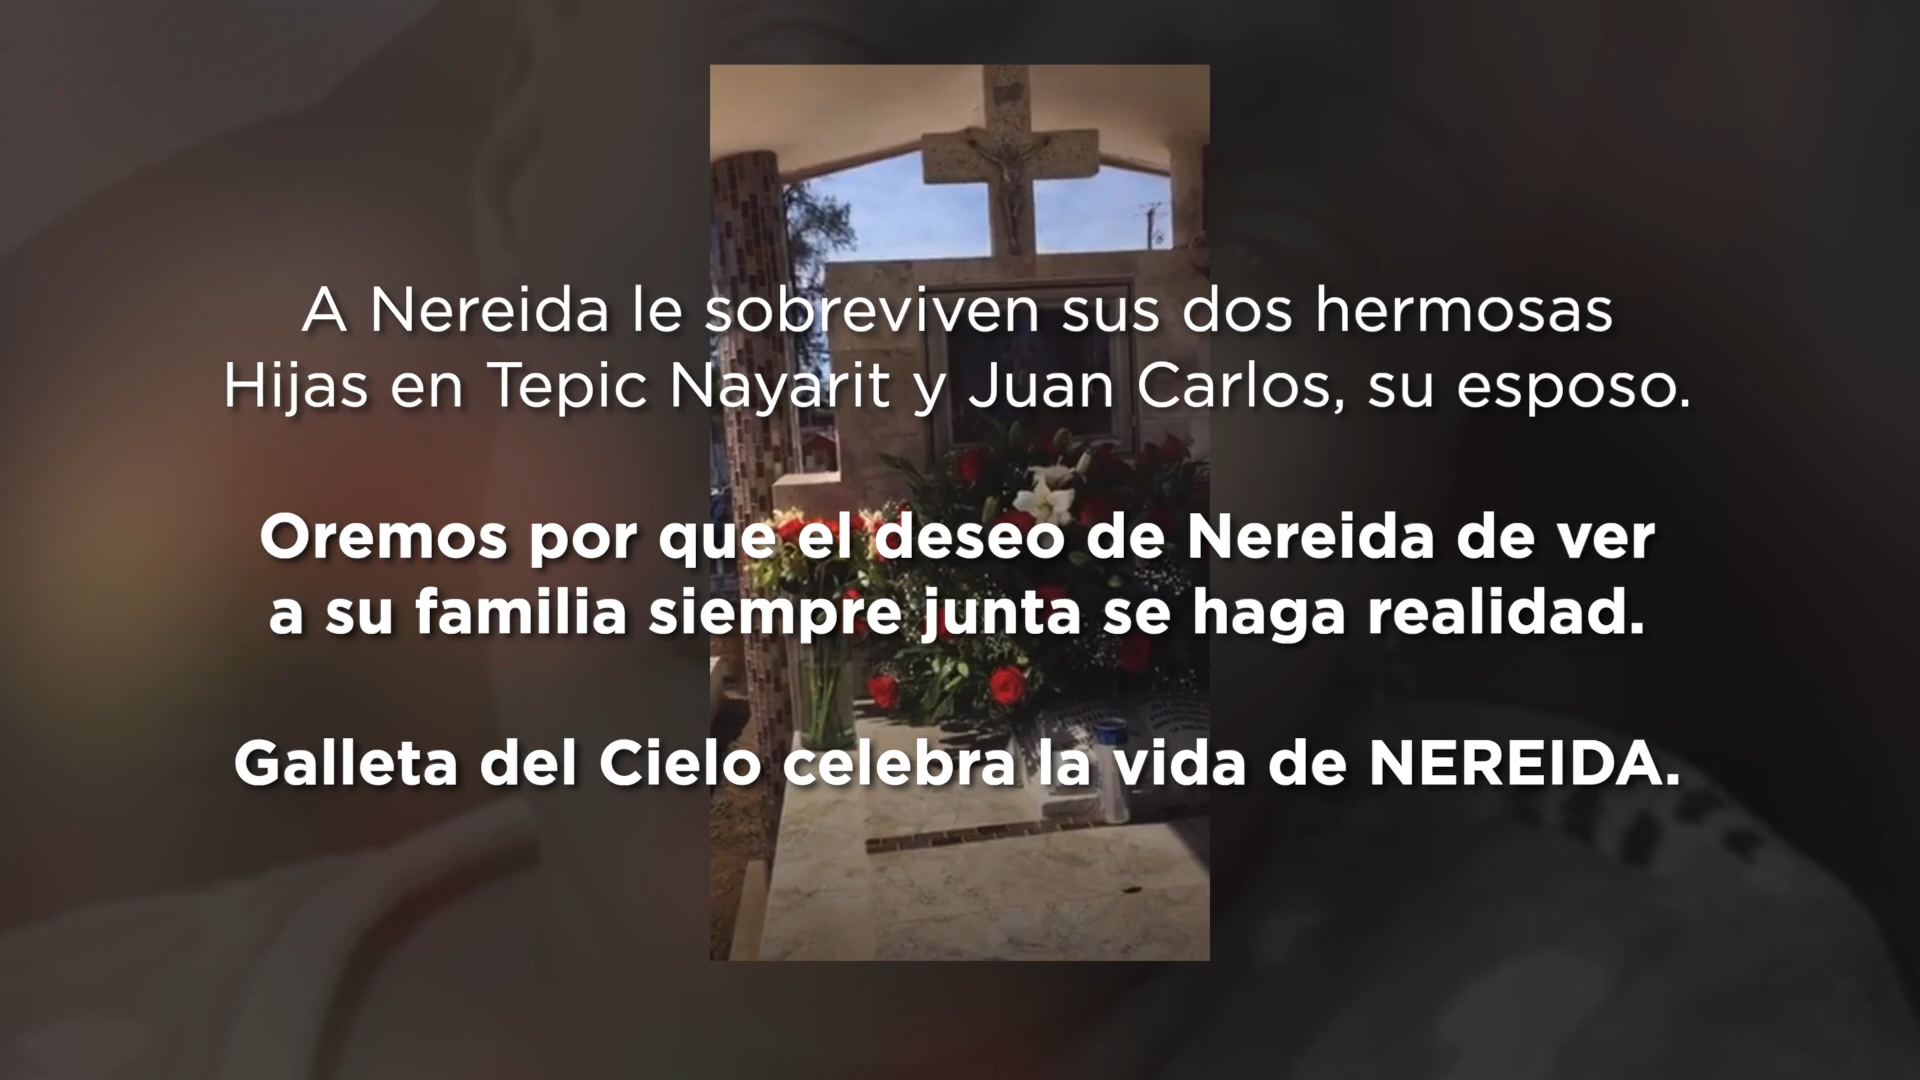 A Nereida le sobreviven sus dos hermosas
Hijas en Tepic Nayarit y Juan Carlos, su esposo.
Oremos por que el deseo de Nereida de ver
a su familia siempre junta se haga realidad.
Galleta del Cielo celebra la vida de NEREIDA.